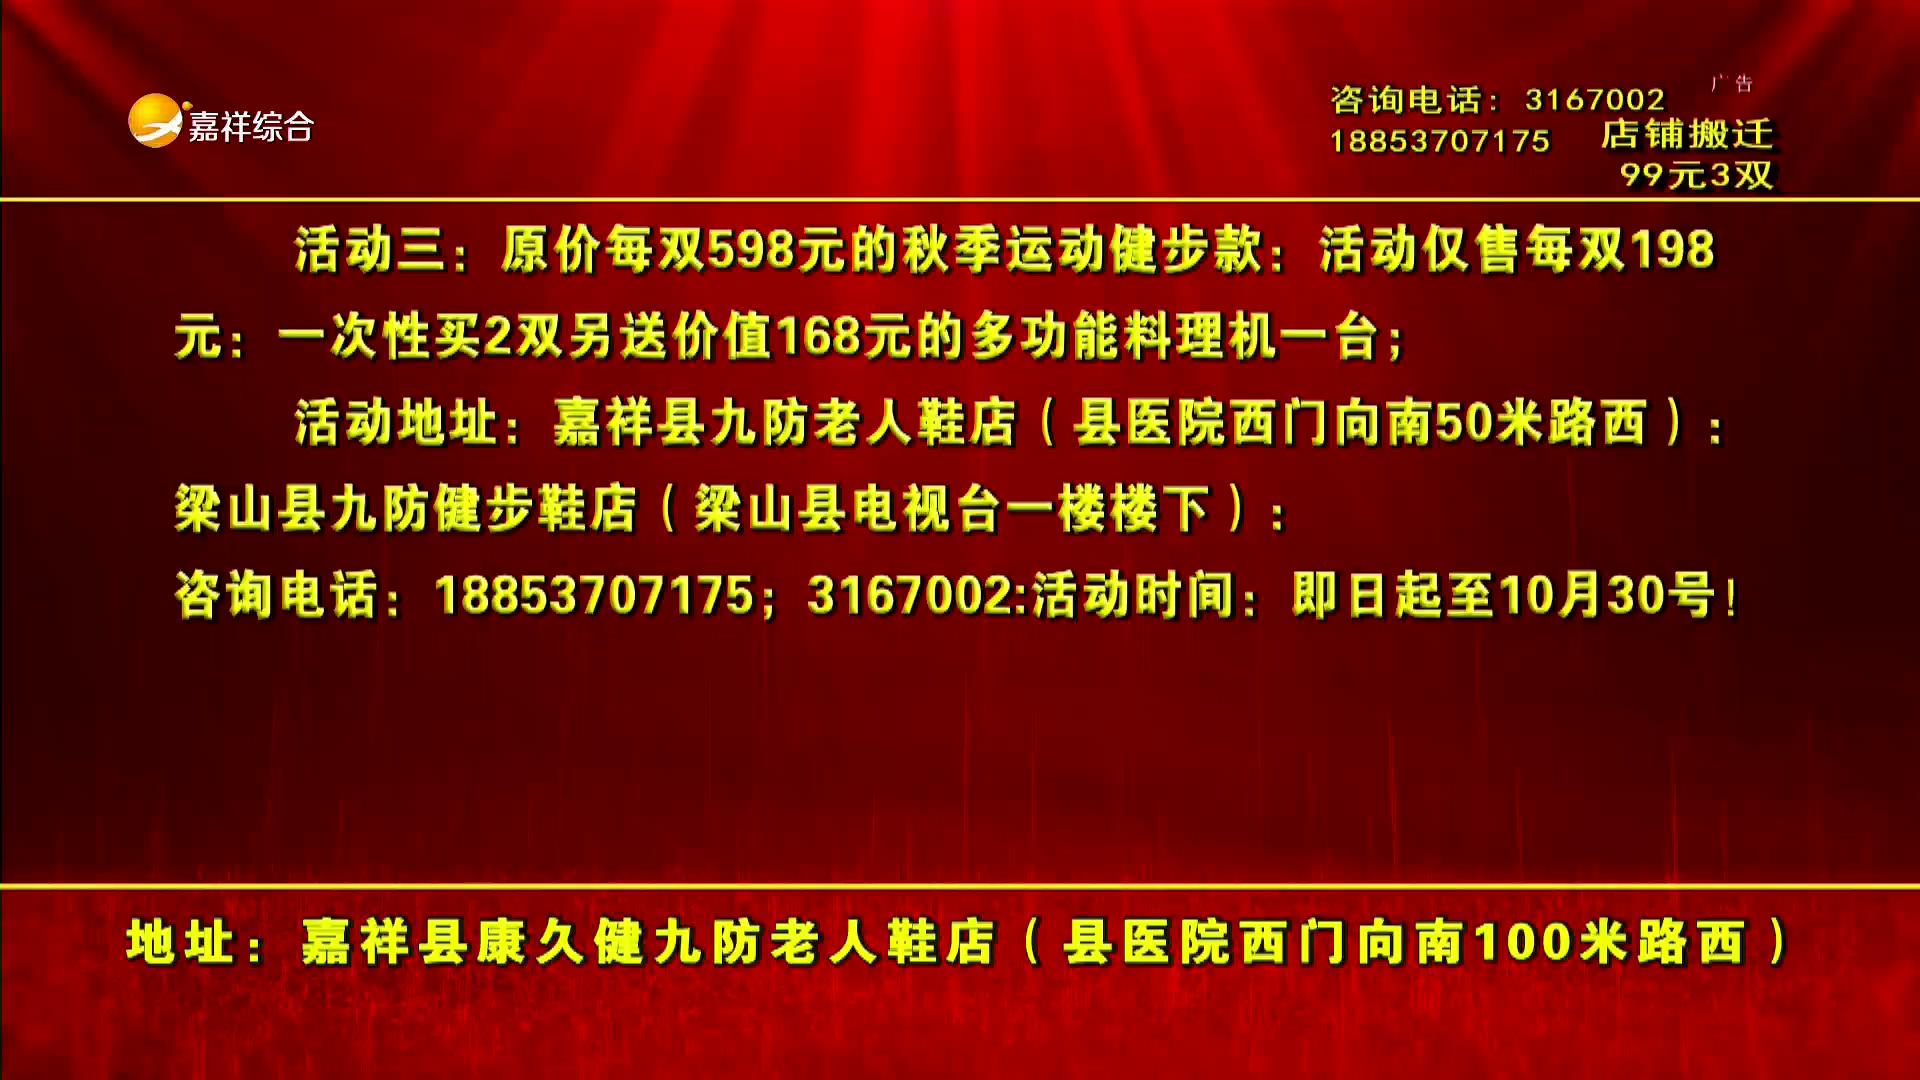 嘉祥综合
广告
咨询电话：3167002
18853707175
店铺搬迁
99元3双
活动三：原价每双598元的秋季运动健步款：活动仅售每双198
元：一次性买2双另送价值168元的多功能料理机一台；
活动地址：嘉祥县九防老人鞋店（县医院西门向南50米路西）：
梁山县九防健步鞋店（梁山县电视台一楼楼下）：
咨询电话：18853707175；3167002:活动时间：即日起至10月30号！
地址：嘉祥县康久健九防老人鞋店（县医院西门向南100米路西）